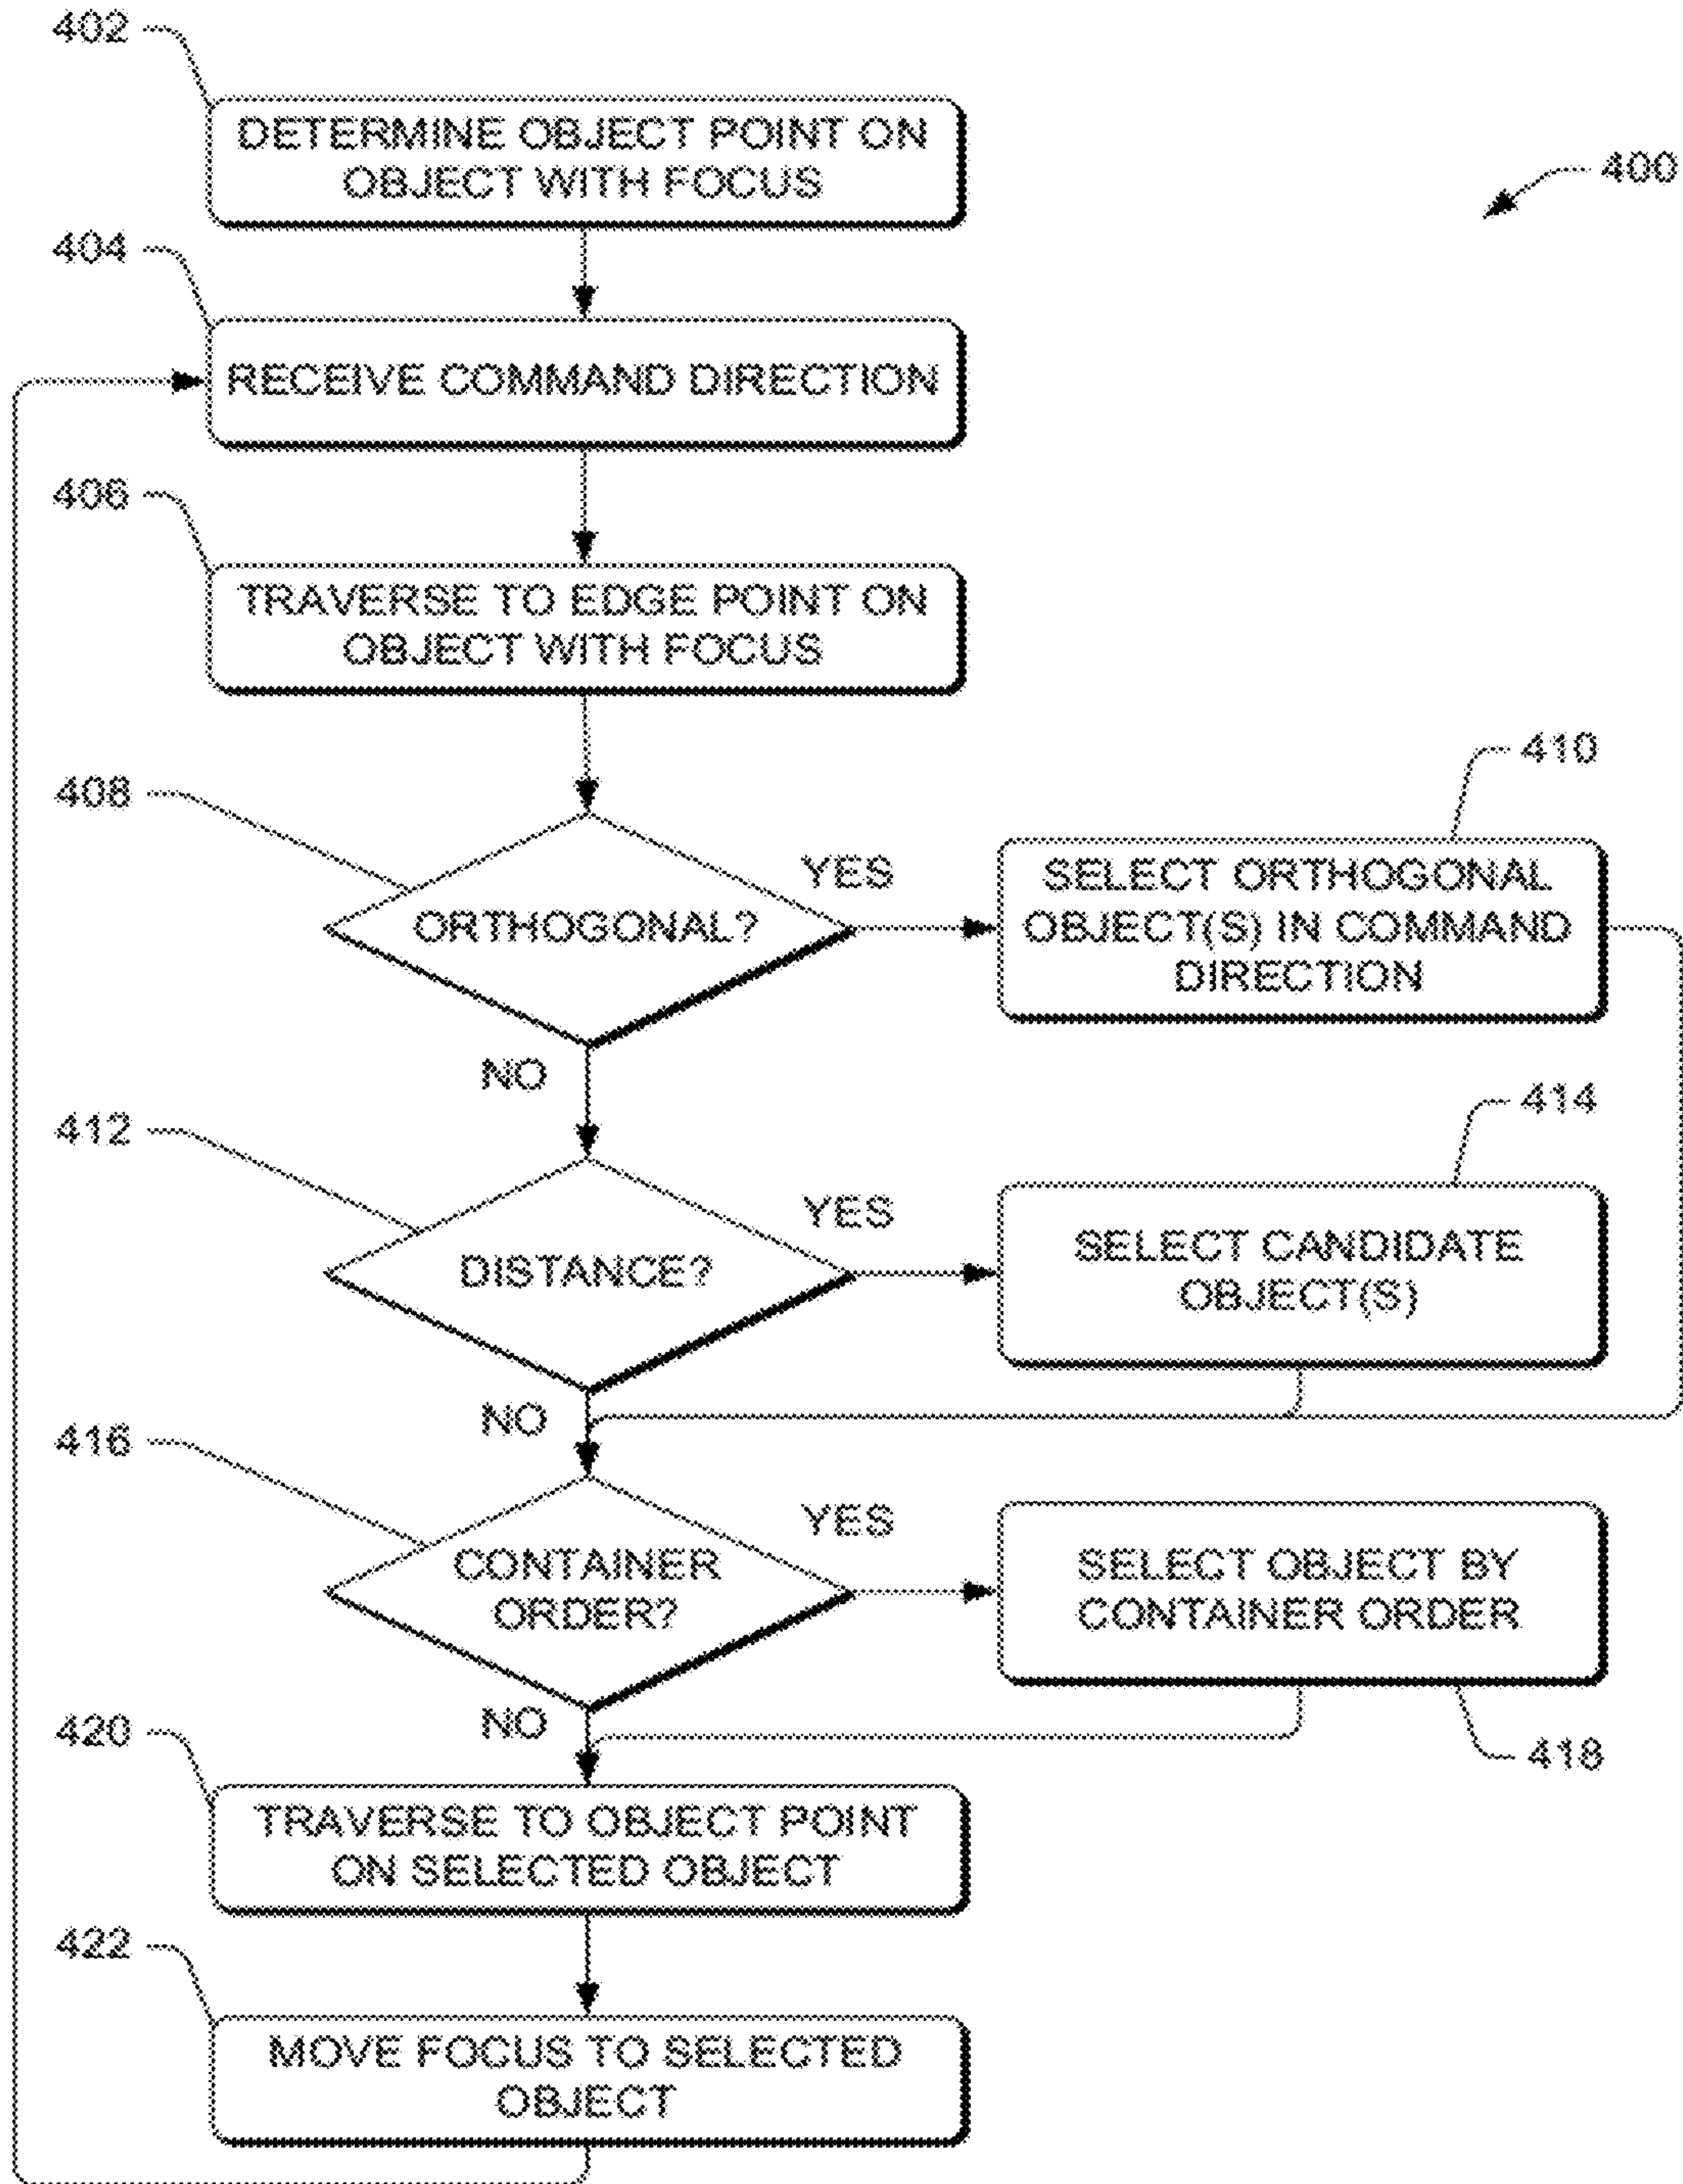 402
DETERMINE OBJECT POINT ON
OBJECT WITH FOCUS
400
404
RECEIVE COMMAND DIRECTION
406
TRAVERSE TO EDGE POINT ON
OBJECT WITH FOCUS
408
ORTHOGONAL?
YES
410
SELECT ORTHOGONAL
OBJECT(S) IN COMMAND
DIRECTION
NO
412
DISTANCE?
YES
414
SELECT CANDIDATE
OBJECT(S)
NO
416
CONTAINER
ORDER?
YES
SELECT OBJECT BY
CONTAINER ORDER
418
NO
420
TRAVERSE TO OBJECT POINT
ON SELECTED OBJECT
422
MOVE FOCUS TO SELECTED
OBJECT